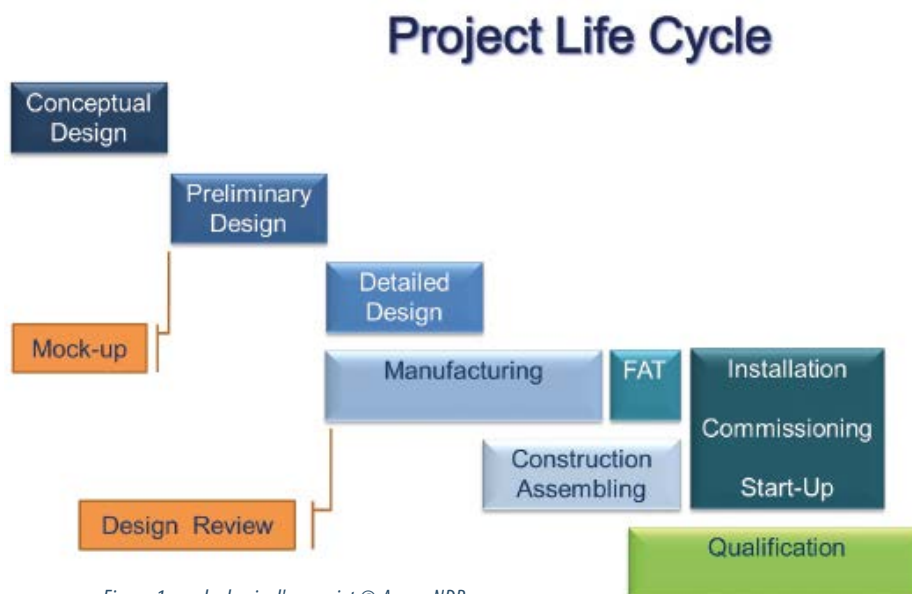 Project Life Cycle
Conceptual
Design
Preliminary
Design
Detailed
Design
Mock-up
Manufacturing
FAT
Installation
Commissioning
Start-Up
Construction
Assembling
Design Review
Qualification